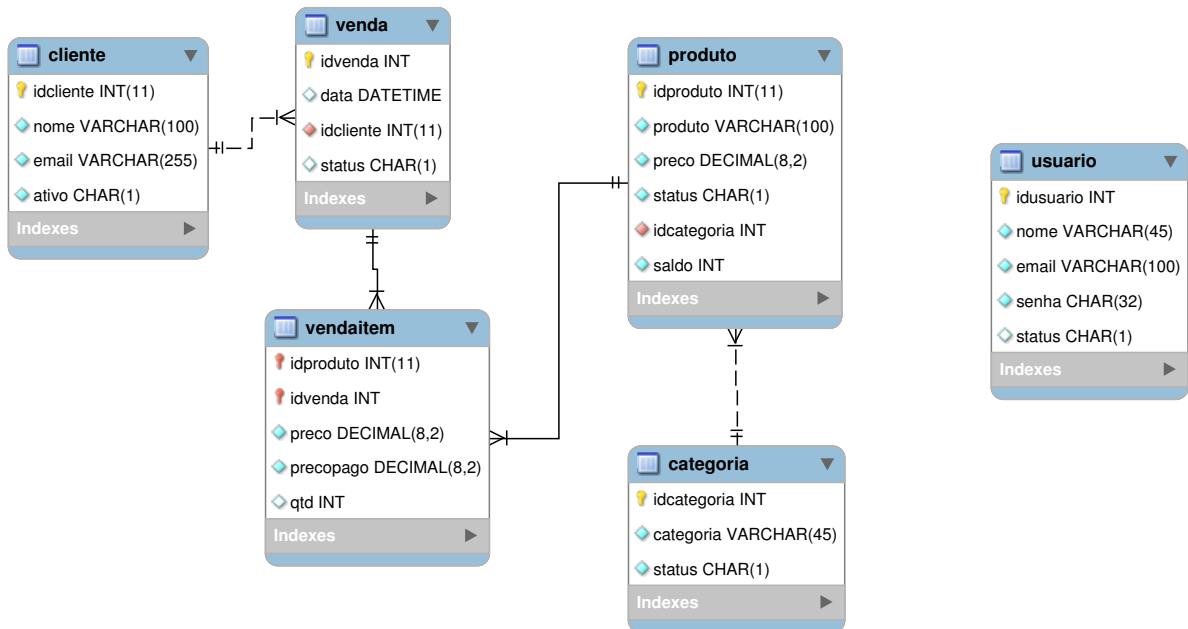 cliente
idcliente INT(11)
nome VARCHAR(100)
email VARCHAR(255)
ativo CHAR(1)
Indexes
venda
idvenda INT
data DATETIME
idcliente INT(11)
status CHAR(1)
Indexes
vendaitem
idproduto INT(11)
idvenda INT
preco DECIMAL(8,2)
precopago DECIMAL(8,2)
qtd INT
Indexes
produto
idproduto INT(11)
produto VARCHAR(100)
preco DECIMAL(8,2)
status CHAR(1)
idcategoria INT
saldo INT
Indexes
categoria
idcategoria INT
categoria VARCHAR(45)
status CHAR(1)
Indexes
usuario
idusuario INT
nome VARCHAR(45)
email VARCHAR(100)
senha CHAR(32)
status CHAR(1)
Indexes